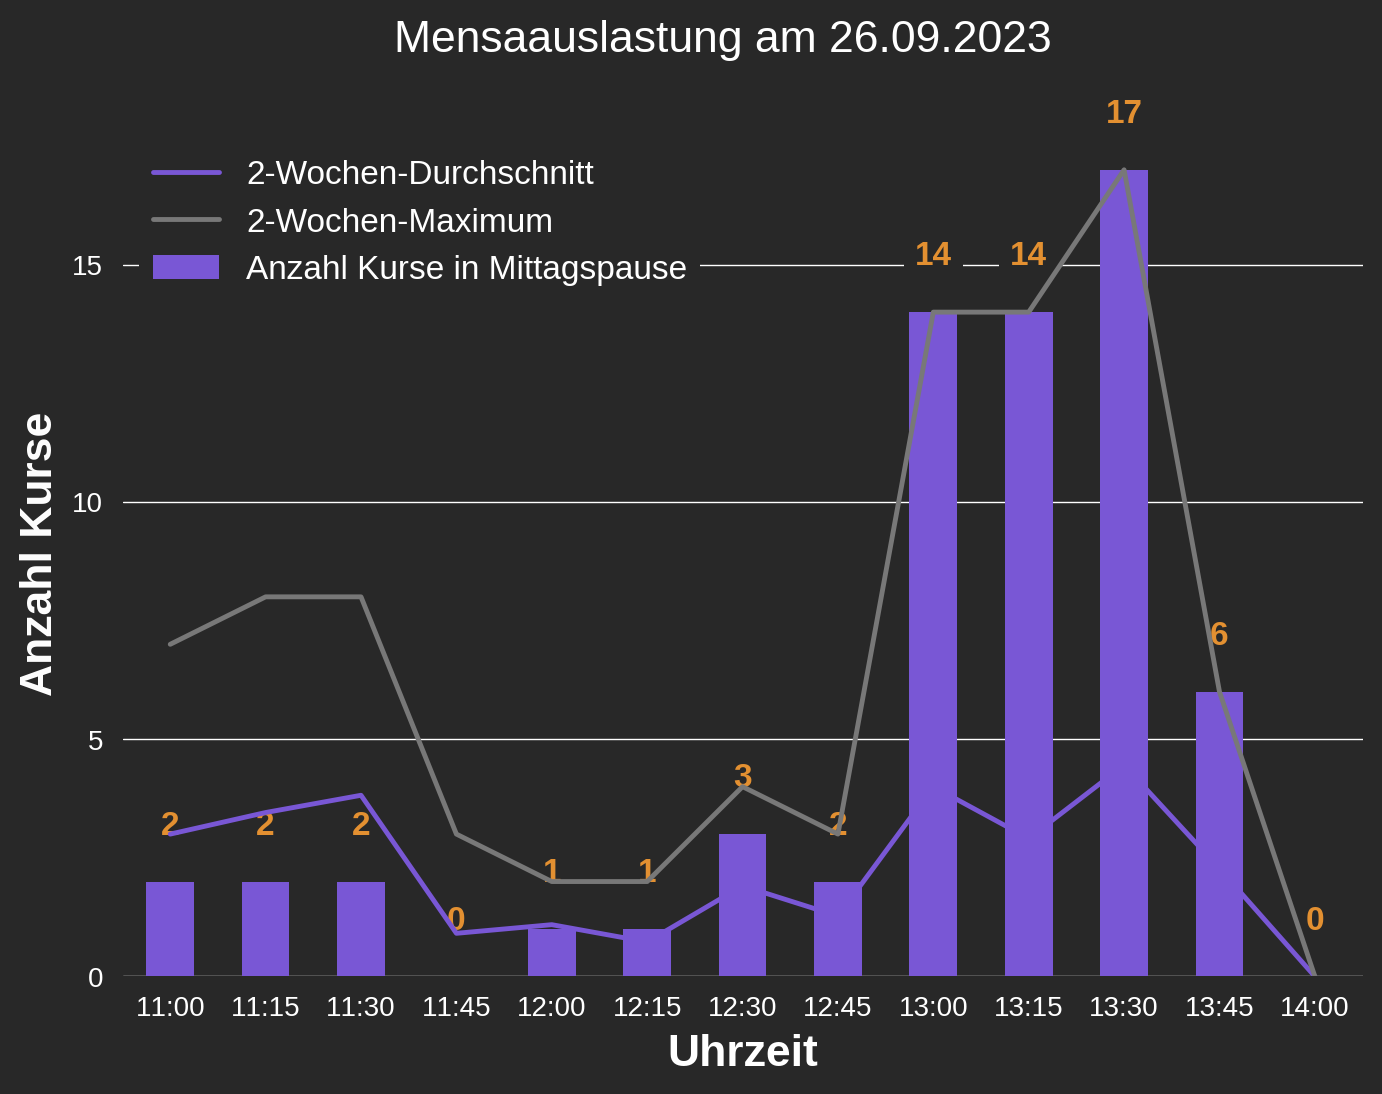 Mensaauslastung am 26.09.2023
2-Wochen-Durchschnitt
2-Wochen-Maximum
Anzahl Kurse in Mittagspause
Anzahl Kurse
15
10
5
0
2
2
2
0
1
1
3
2
14
14
17
6
0
11:00 11:15 11:30 11:45 12:00 12:15 12:30 12:45 13:00 13:15 13:30 13:45 14:00
Uhrzeit